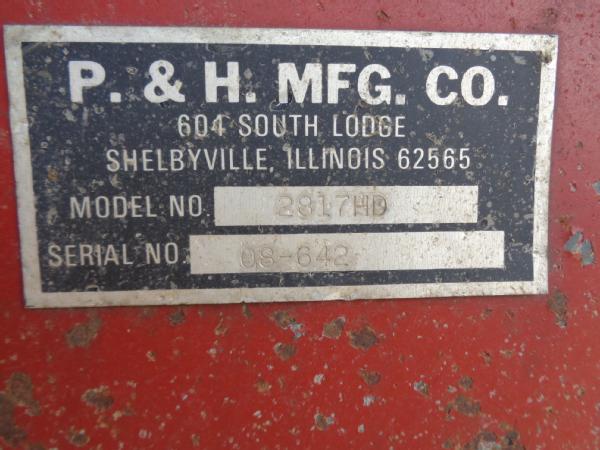 P. & H. MFG. CO.
604 SOUTH LODGE
SHELBYVILLE, ILLINOIS 62565
MODEL NO. 2817HD
SERIAL NO. 08-642